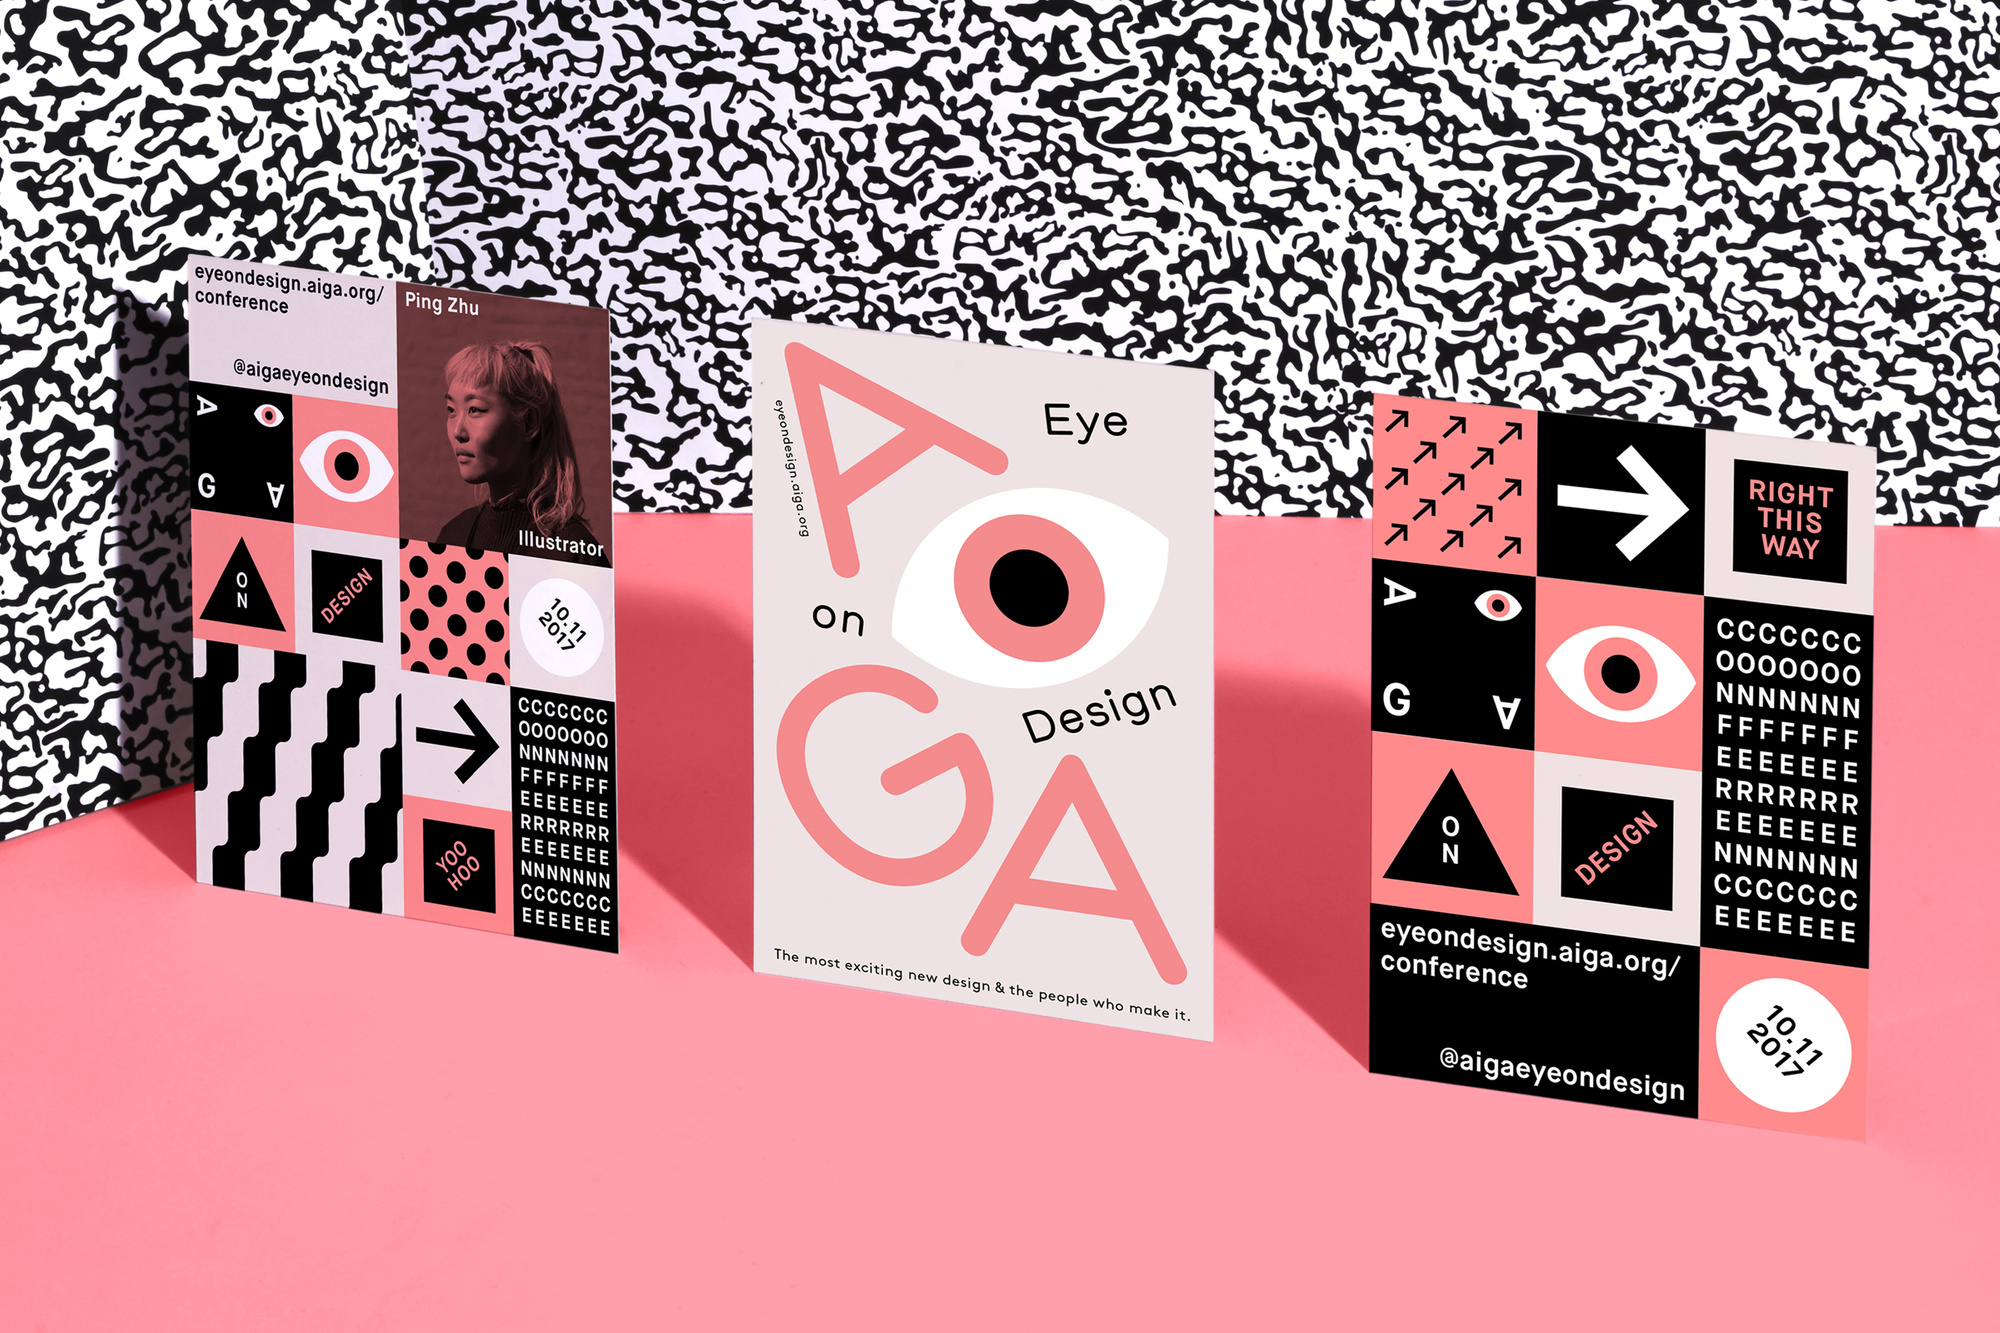 eyeondesign.aiga.org/
conference
@aigaeyeondesign
Ping Zhu
Illustrator
A
G A
O
N
DESIGN
10.11
2017
YOO
HOO
CCCCCCC
OOOOOOO
NNNNNNN
FFFFFFF
EEEEEEE
RRRRRRR
EEEEEEE
NNNNNNN
CCCCCCC
EEEEEEE
A
Eye
eyeondesign.aiga.org
on
Design
G
A
The most exciting new design & the people who make it.
RIGHT
THIS
WAY
A
G A
O
N
DESIGN
CCCCCCC
OOOOOOO
NNNNNNN
FFFFFFF
EEEEEEE
RRRRRRR
EEEEEEE
NNNNNNN
CCCCCCC
EEEEEEE
eyeondesign.aiga.org/
conference
@aigaeyeondesign
10.11
2017